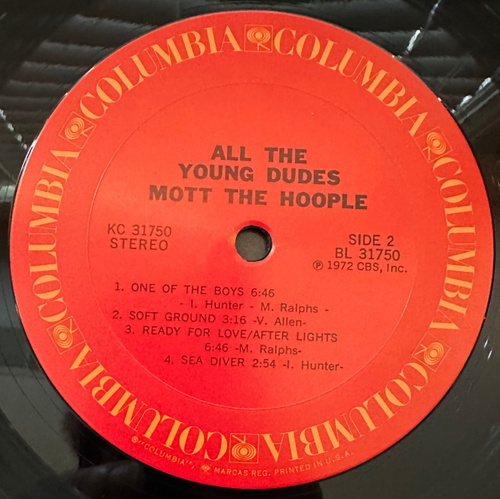 COLUMBIA COLUMBIA COLUMBIA COLUMBIA COLUMBIA COLUMBIA
ALL THE
YOUNG DUDES
MOTT THE HOOPLE
KC 31750
STEREO
SIDE 2
BL 31750
℗ 1972 CBS, Inc.
1. ONE OF THE BOYS 6:46
- I. Hunter - M. Ralphs -
2. SOFT GROUND 3:16 -V. Allen-
3. READY FOR LOVE/AFTER LIGHTS
6:46 -M. Ralphs-
4. SEA DIVER 2:54 -I. Hunter-
®"COLUMBIA", MARCAS REG. PRINTED IN U.S.A.